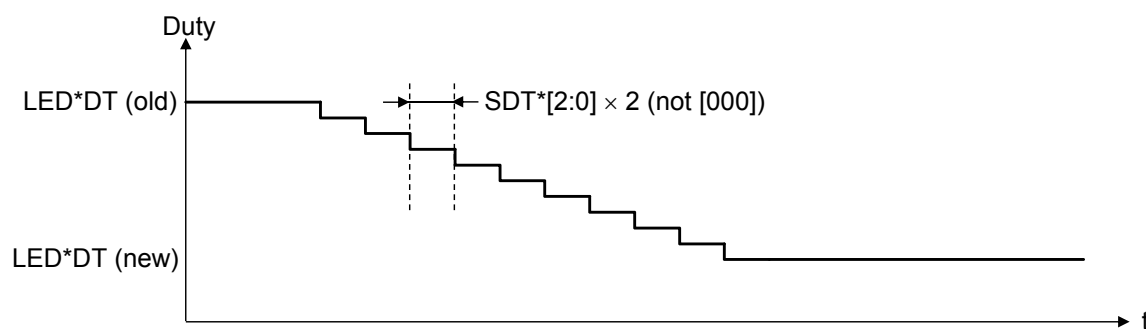 Duty
LED*DT (old)
SDT*[2:0] × 2 (not [000])
LED*DT (new)
t